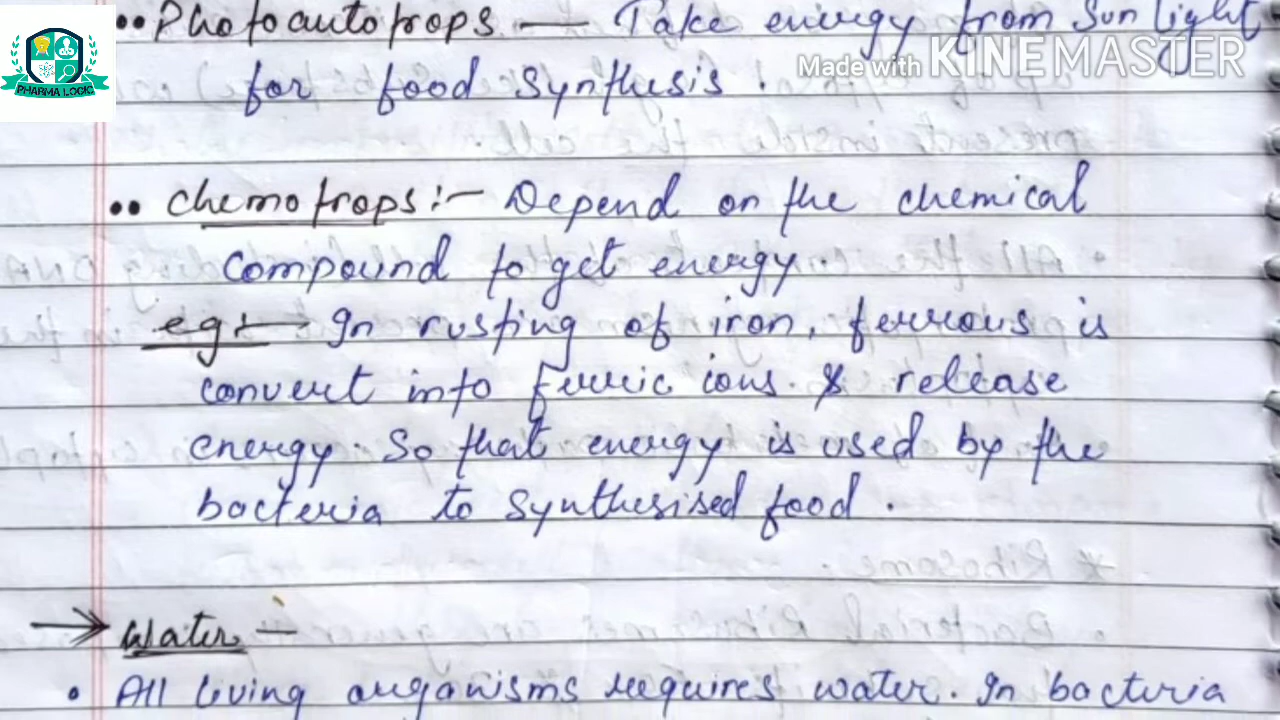 •• Photoautotrops — Take energy from Sun light
for food synthesis.
Made with KINEMASTER
PHARMA LOGIC
•• chemotrops:- Depend on the chemical
compound to get energy.
eg:- In rusting of iron, ferrous is
convert into Ferric ions & release
energy. So that energy is used by the
bacteria to synthesised food.
→ Water -
• All living organisms requires water. In bacteria